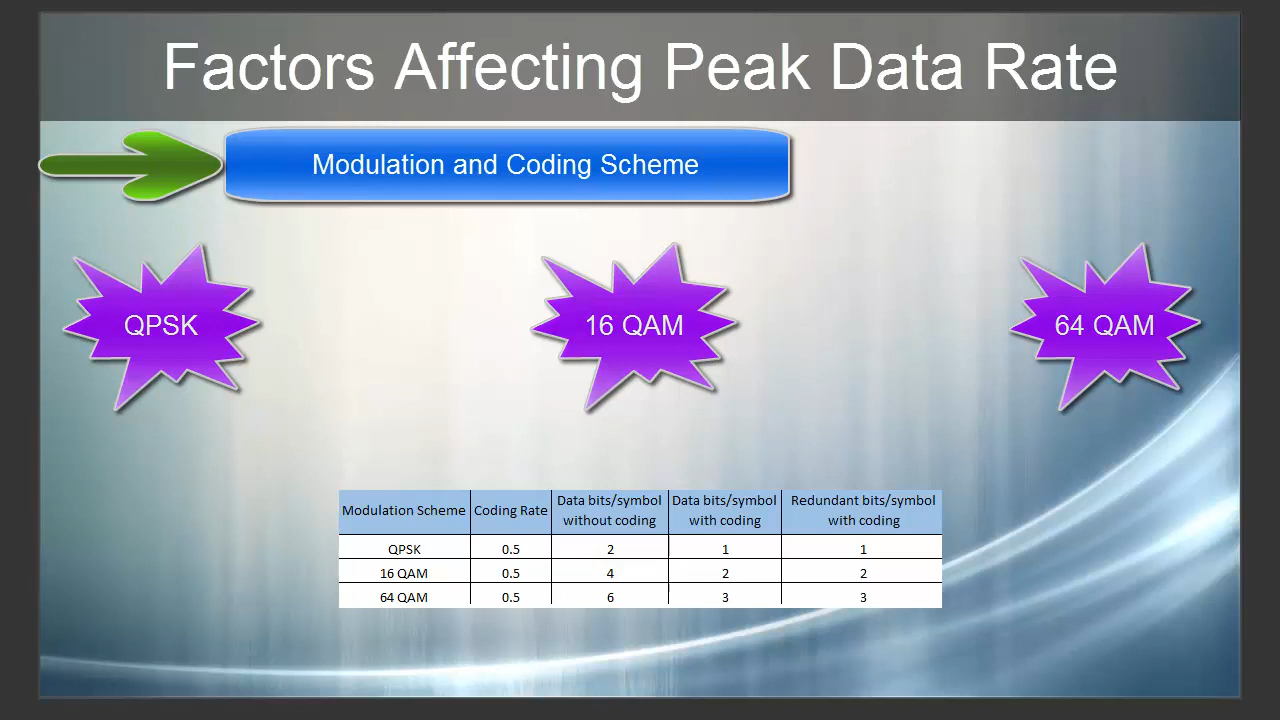 Factors Affecting Peak Data Rate
Modulation and Coding Scheme
QPSK
16 QAM
64 QAM
Modulation Scheme Coding Rate Data bits/symbol without coding Data bits/symbol with coding Redundant bits/symbol with coding
QPSK 0.5 2 1 1
16 QAM 0.5 4 2 2
64 QAM 0.5 6 3 3